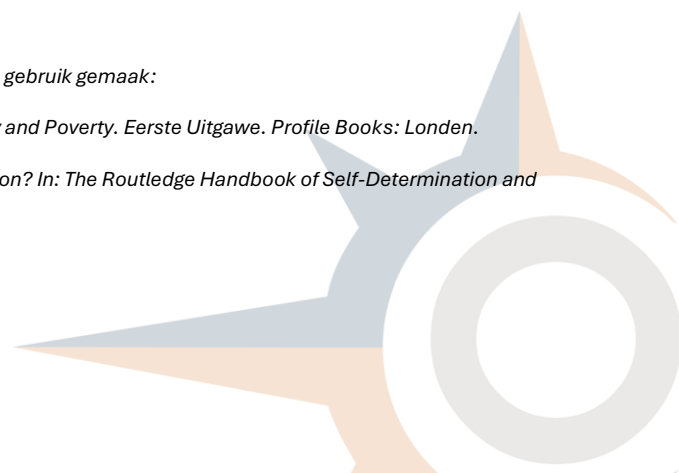 gebruik gemaak:
and Poverty. Eerste Uitgawe. Profile Books: Londen.
on? In: The Routledge Handbook of Self-Determination and